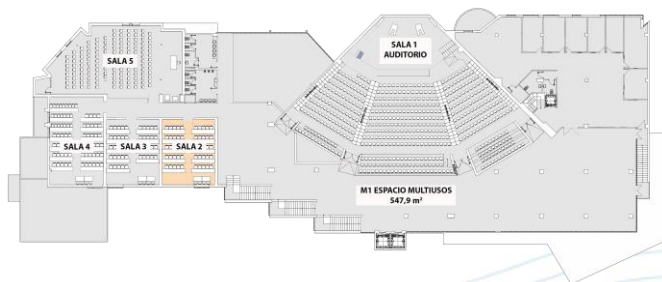 SALA 1
AUDITORIO
SALA 5
SALA 4
SALA 3
SALA 2
M1 ESPACIO MULTIUSOS
547,9 m²